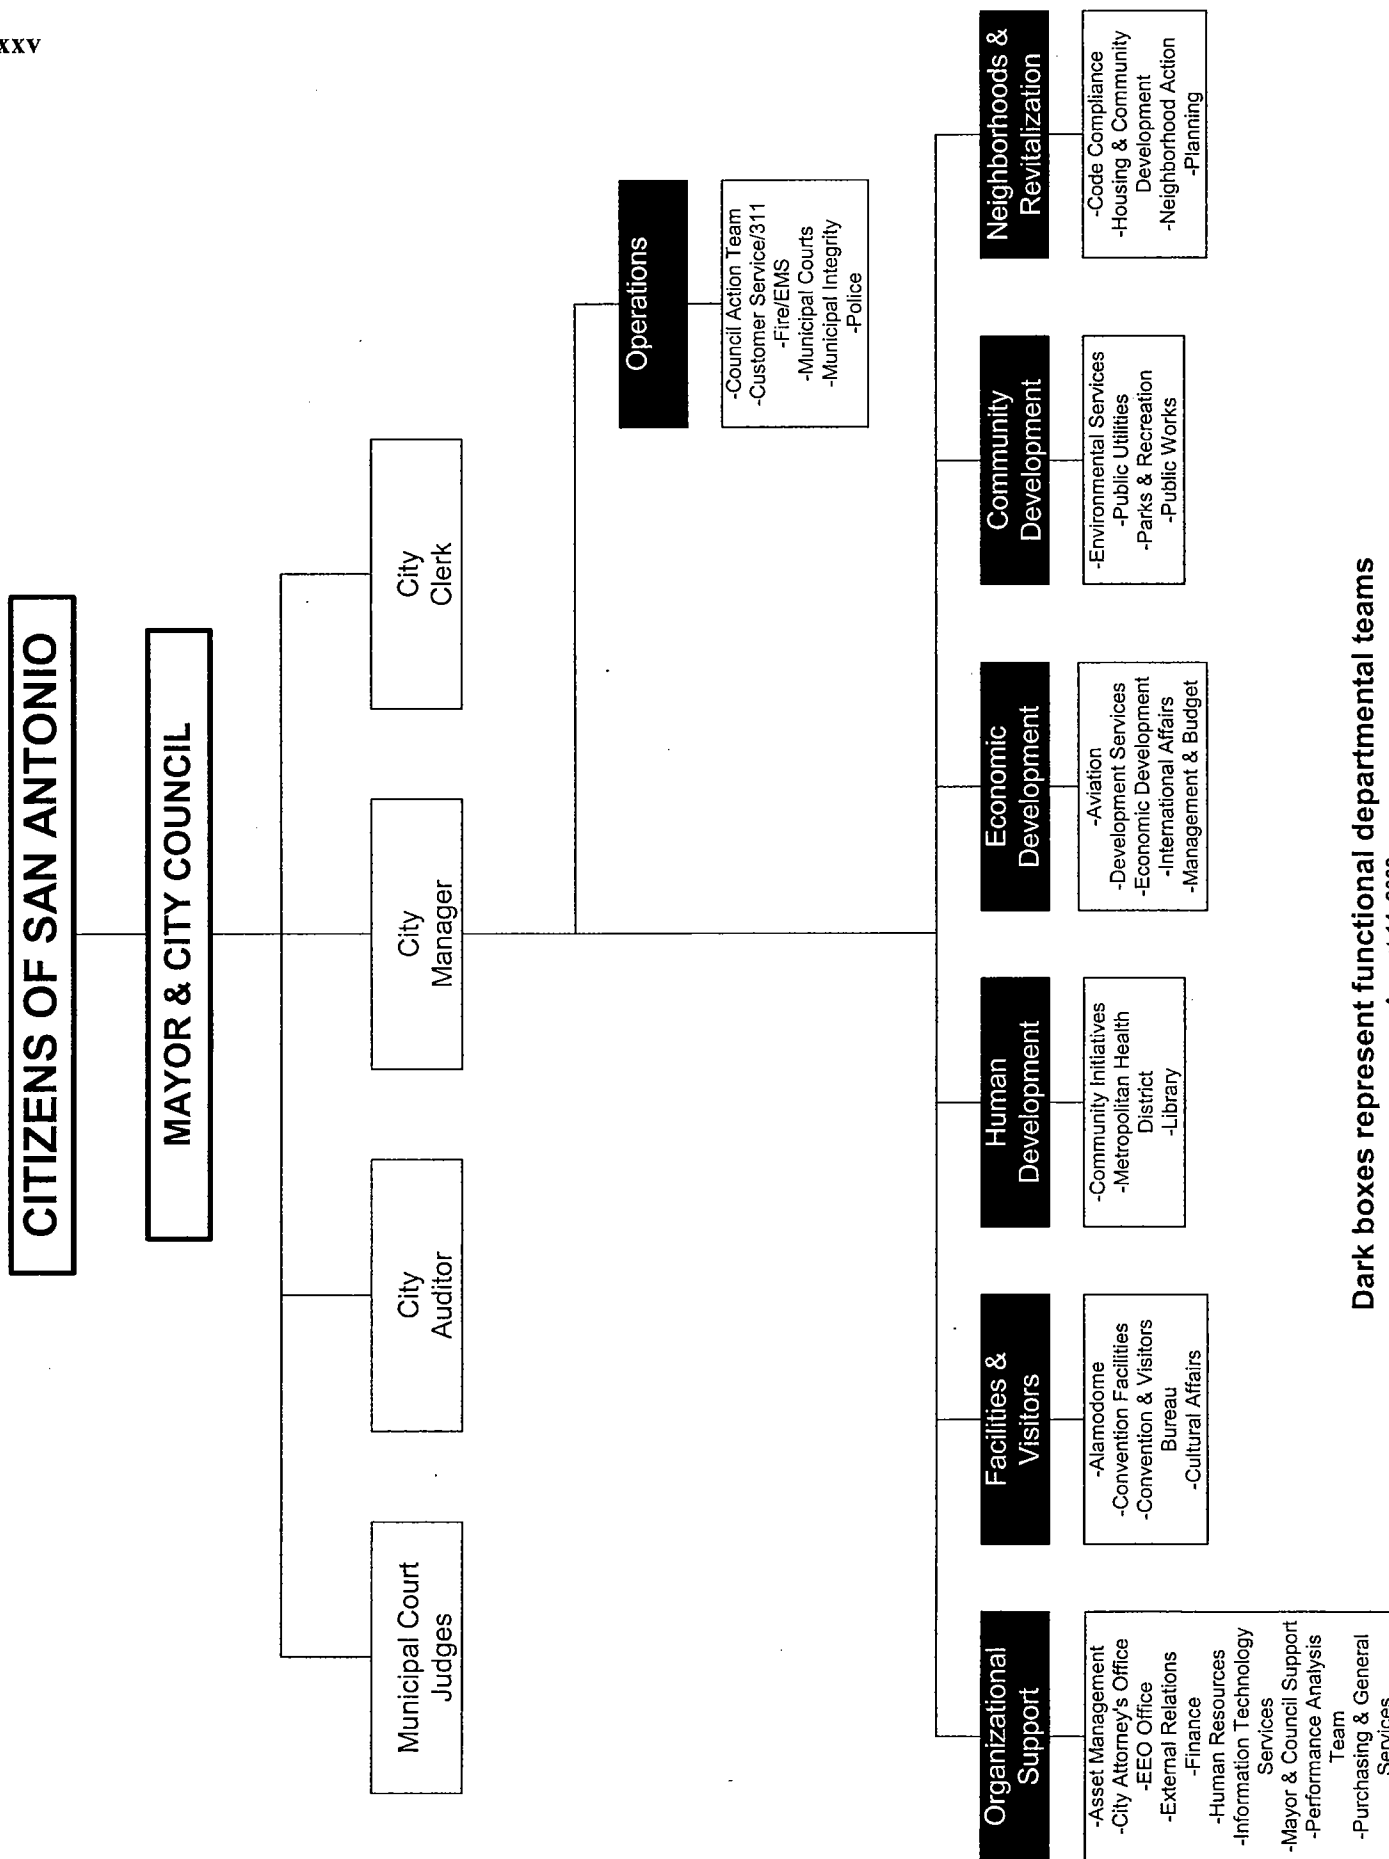 xxv
CITIZENS OF SAN ANTONIO
MAYOR & CITY COUNCIL
Municipal Court
Judges
City
Auditor
City
Manager
City
Clerk
Operations
-Council Action Team
-Customer Service/311
-Fire/EMS
-Municipal Courts
-Municipal Integrity
-Police
Organizational
Support
-Asset Management
-City Attorney's Office
-EEO Office
-External Relations
-Finance
-Human Resources
-Information Technology
Services
-Mayor & Council Support
-Performance Analysis
Team
-Purchasing & General
Services
Facilities &
Visitors
-Alamodome
-Convention Facilities
-Convention & Visitors
Bureau
-Cultural Affairs
Human
Development
-Community Initiatives
-Metropolitan Health
District
-Library
Economic
Development
-Aviation
-Development Services
-Economic Development
-International Affairs
-Management & Budget
Community
Development
-Environmental Services
-Public Utilities
-Parks & Recreation
-Public Works
Neighborhoods &
Revitalization
-Code Compliance
-Housing & Community
Development
-Neighborhood Action
-Planning
Dark boxes represent functional departmental teams